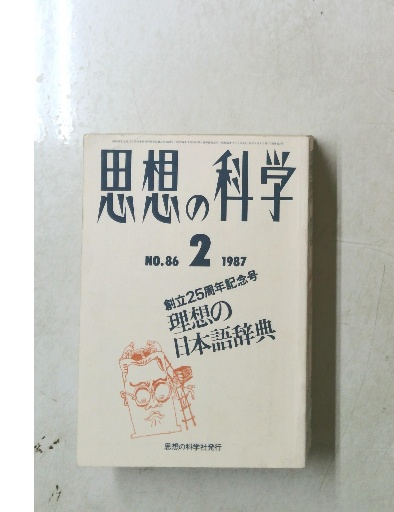 思想の科学
NO.86 2 1987
創立25周年記念号
理想の
日本語辞典
思想の科学社発行